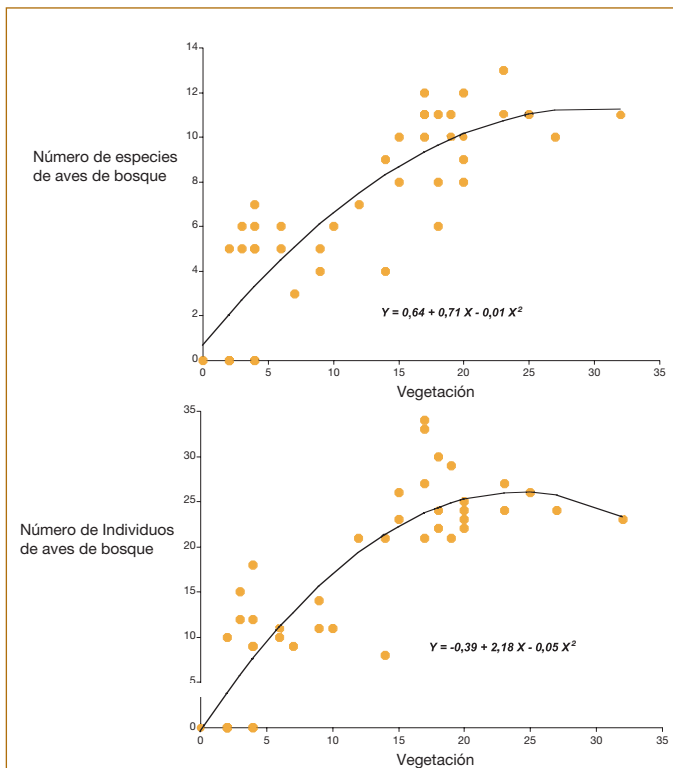 14
12
10
8
6
4
2
0
Número de especies
de aves de bosque
Y = 0,64 + 0,71 X - 0,01 X²
0 5 10 15 20 25 30 35
Vegetación
35
30
25
20
15
10
5
0
Número de Individuos
de aves de bosque
Y = -0,39 + 2,18 X - 0,05 X²
0 5 10 15 20 25 30 35
Vegetación